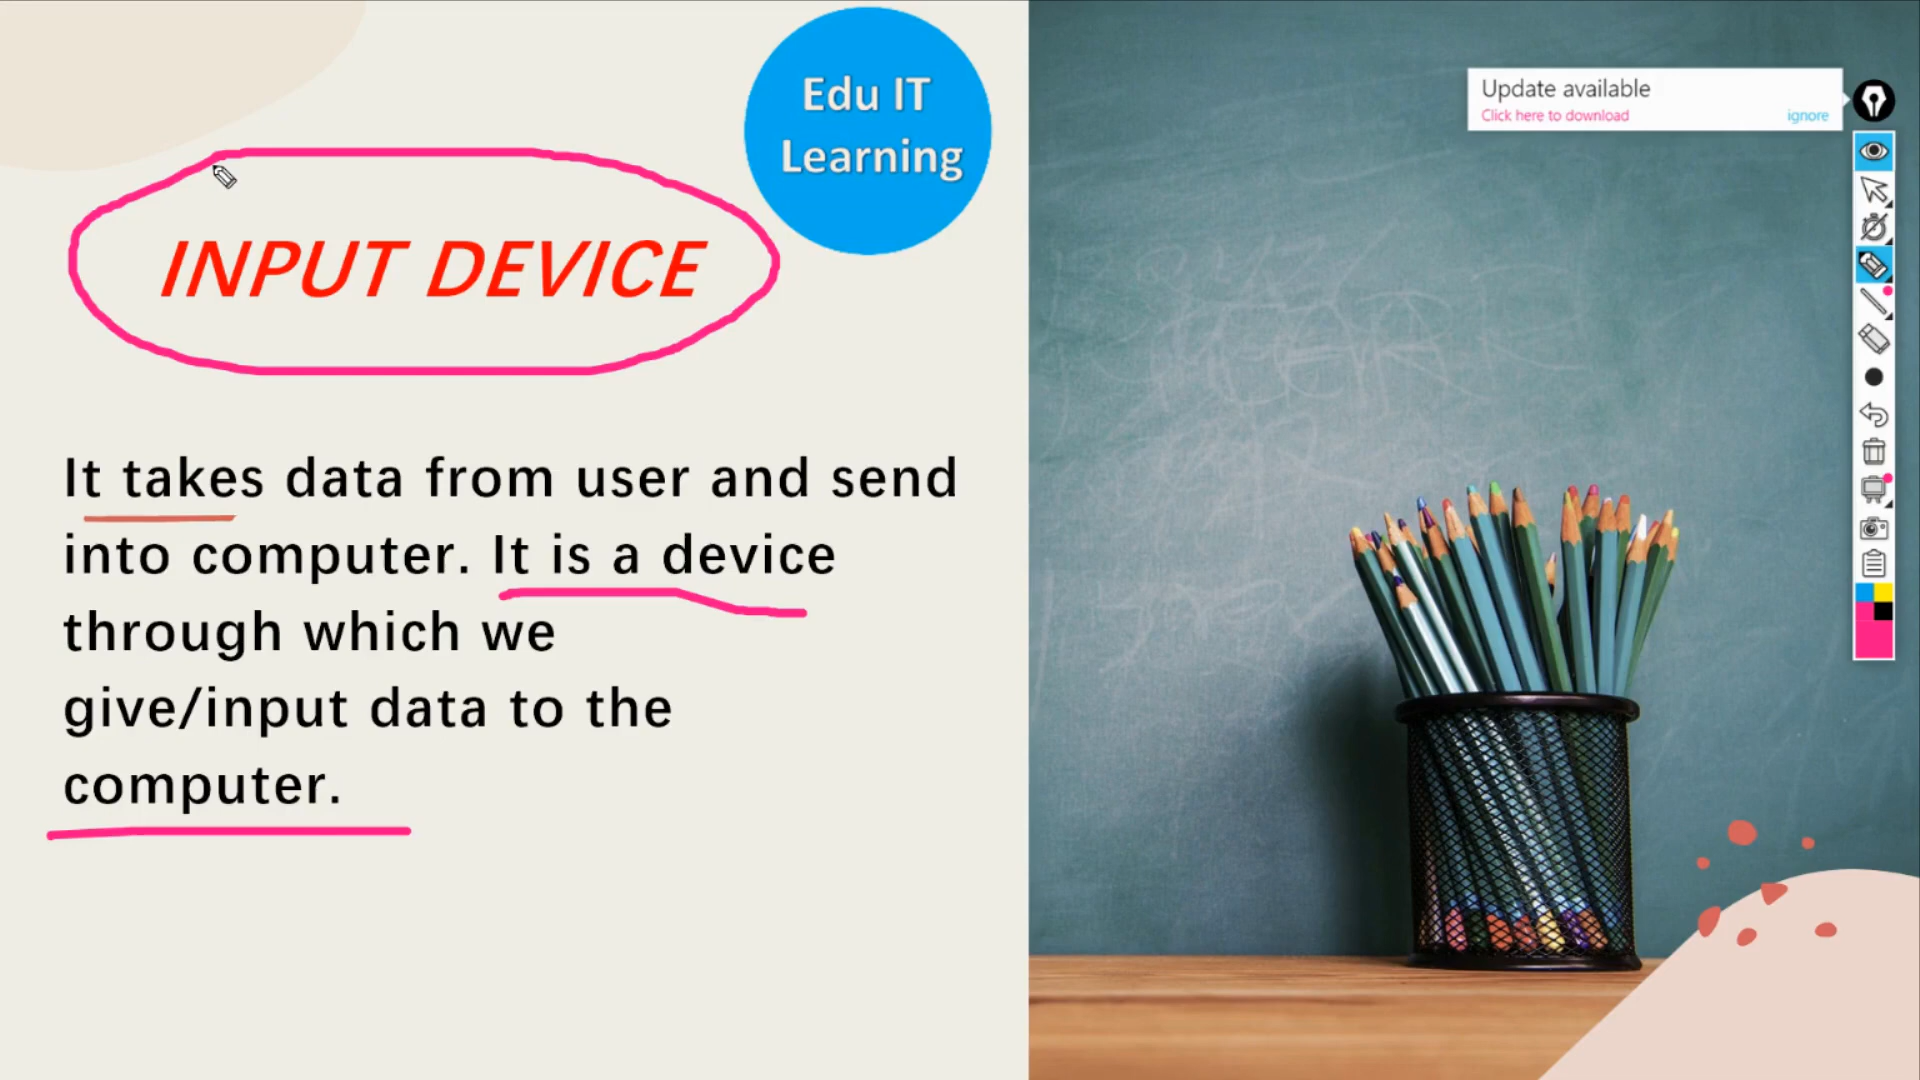 Edu IT
Learning
INPUT DEVICE
It takes data from user and send
into computer. It is a device
through which we
give/input data to the
computer.
Update available
Click here to download
ignore